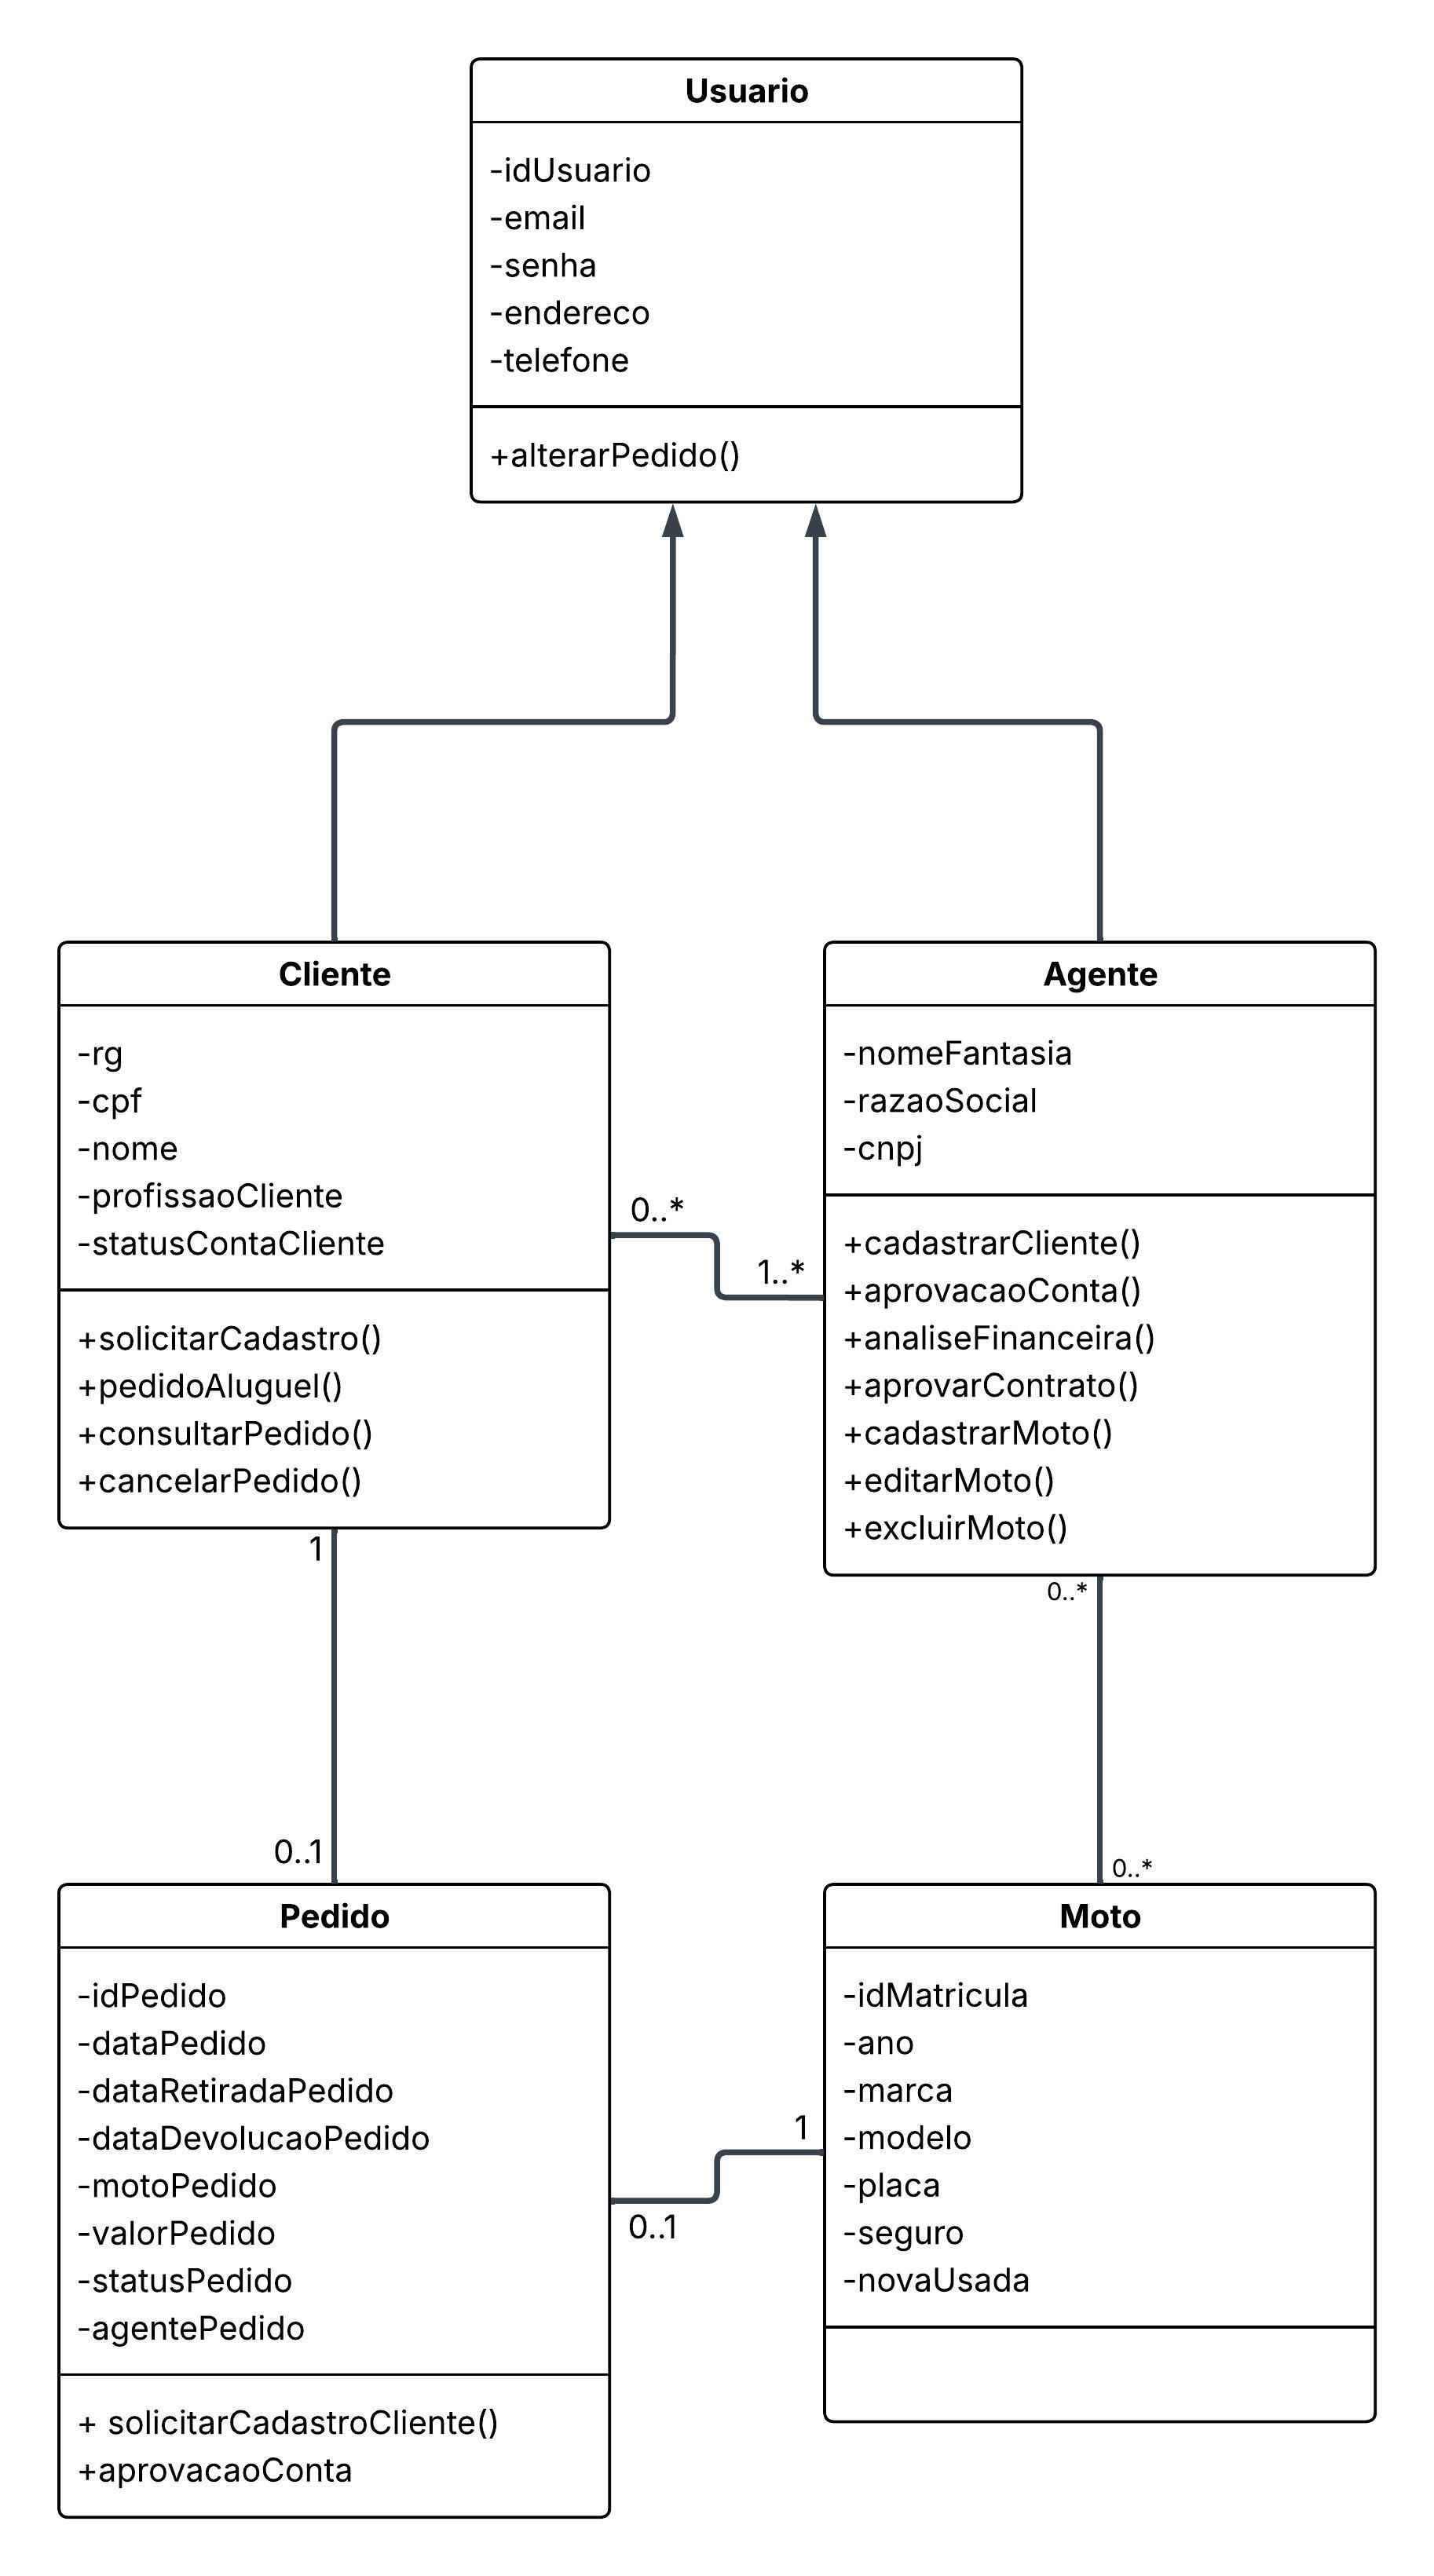 Usuario
-idUsuario
-email
-senha
-endereco
-telefone
+alterarPedido()
Cliente
-rg
-cpf
-nome
-profissaoCliente
-statusContaCliente
+solicitarCadastro()
+pedidoAluguel()
+consultarPedido()
+cancelarPedido()
0..*
1..*
Agente
-nomeFantasia
-razaoSocial
-cnpj
+cadastrarCliente()
+aprovacaoConta()
+analiseFinanceira()
+aprovarContrato()
+cadastrarMoto()
+editarMoto()
+excluirMoto()
1
0..1
0..*
0..*
Pedido
-idPedido
-dataPedido
-dataRetiradaPedido
-dataDevolucaoPedido
-motoPedido
-valorPedido
-statusPedido
-agentePedido
+ solicitarCadastroCliente()
+aprovacaoConta
1
0..1
Moto
-idMatricula
-ano
-marca
-modelo
-placa
-seguro
-novaUsada